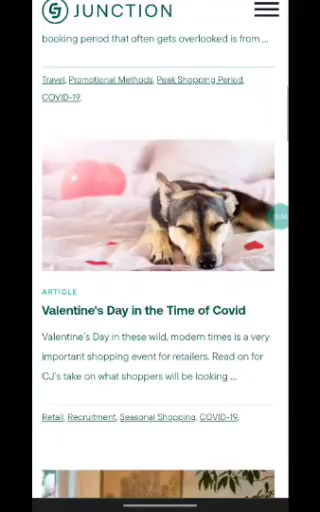 JUNCTION
booking period that often gets overlooked is from ...
Travel, Promotional Methods, Peak Shopping Period,
COVID-19,
ARTICLE
Valentine's Day in the Time of Covid
Valentine's Day in these wild, modern times is a very
important shopping event for retailers. Read on for
CJ's take on what shoppers will be looking ...
Retail, Recruitment, Seasonal Shopping, COVID-19,